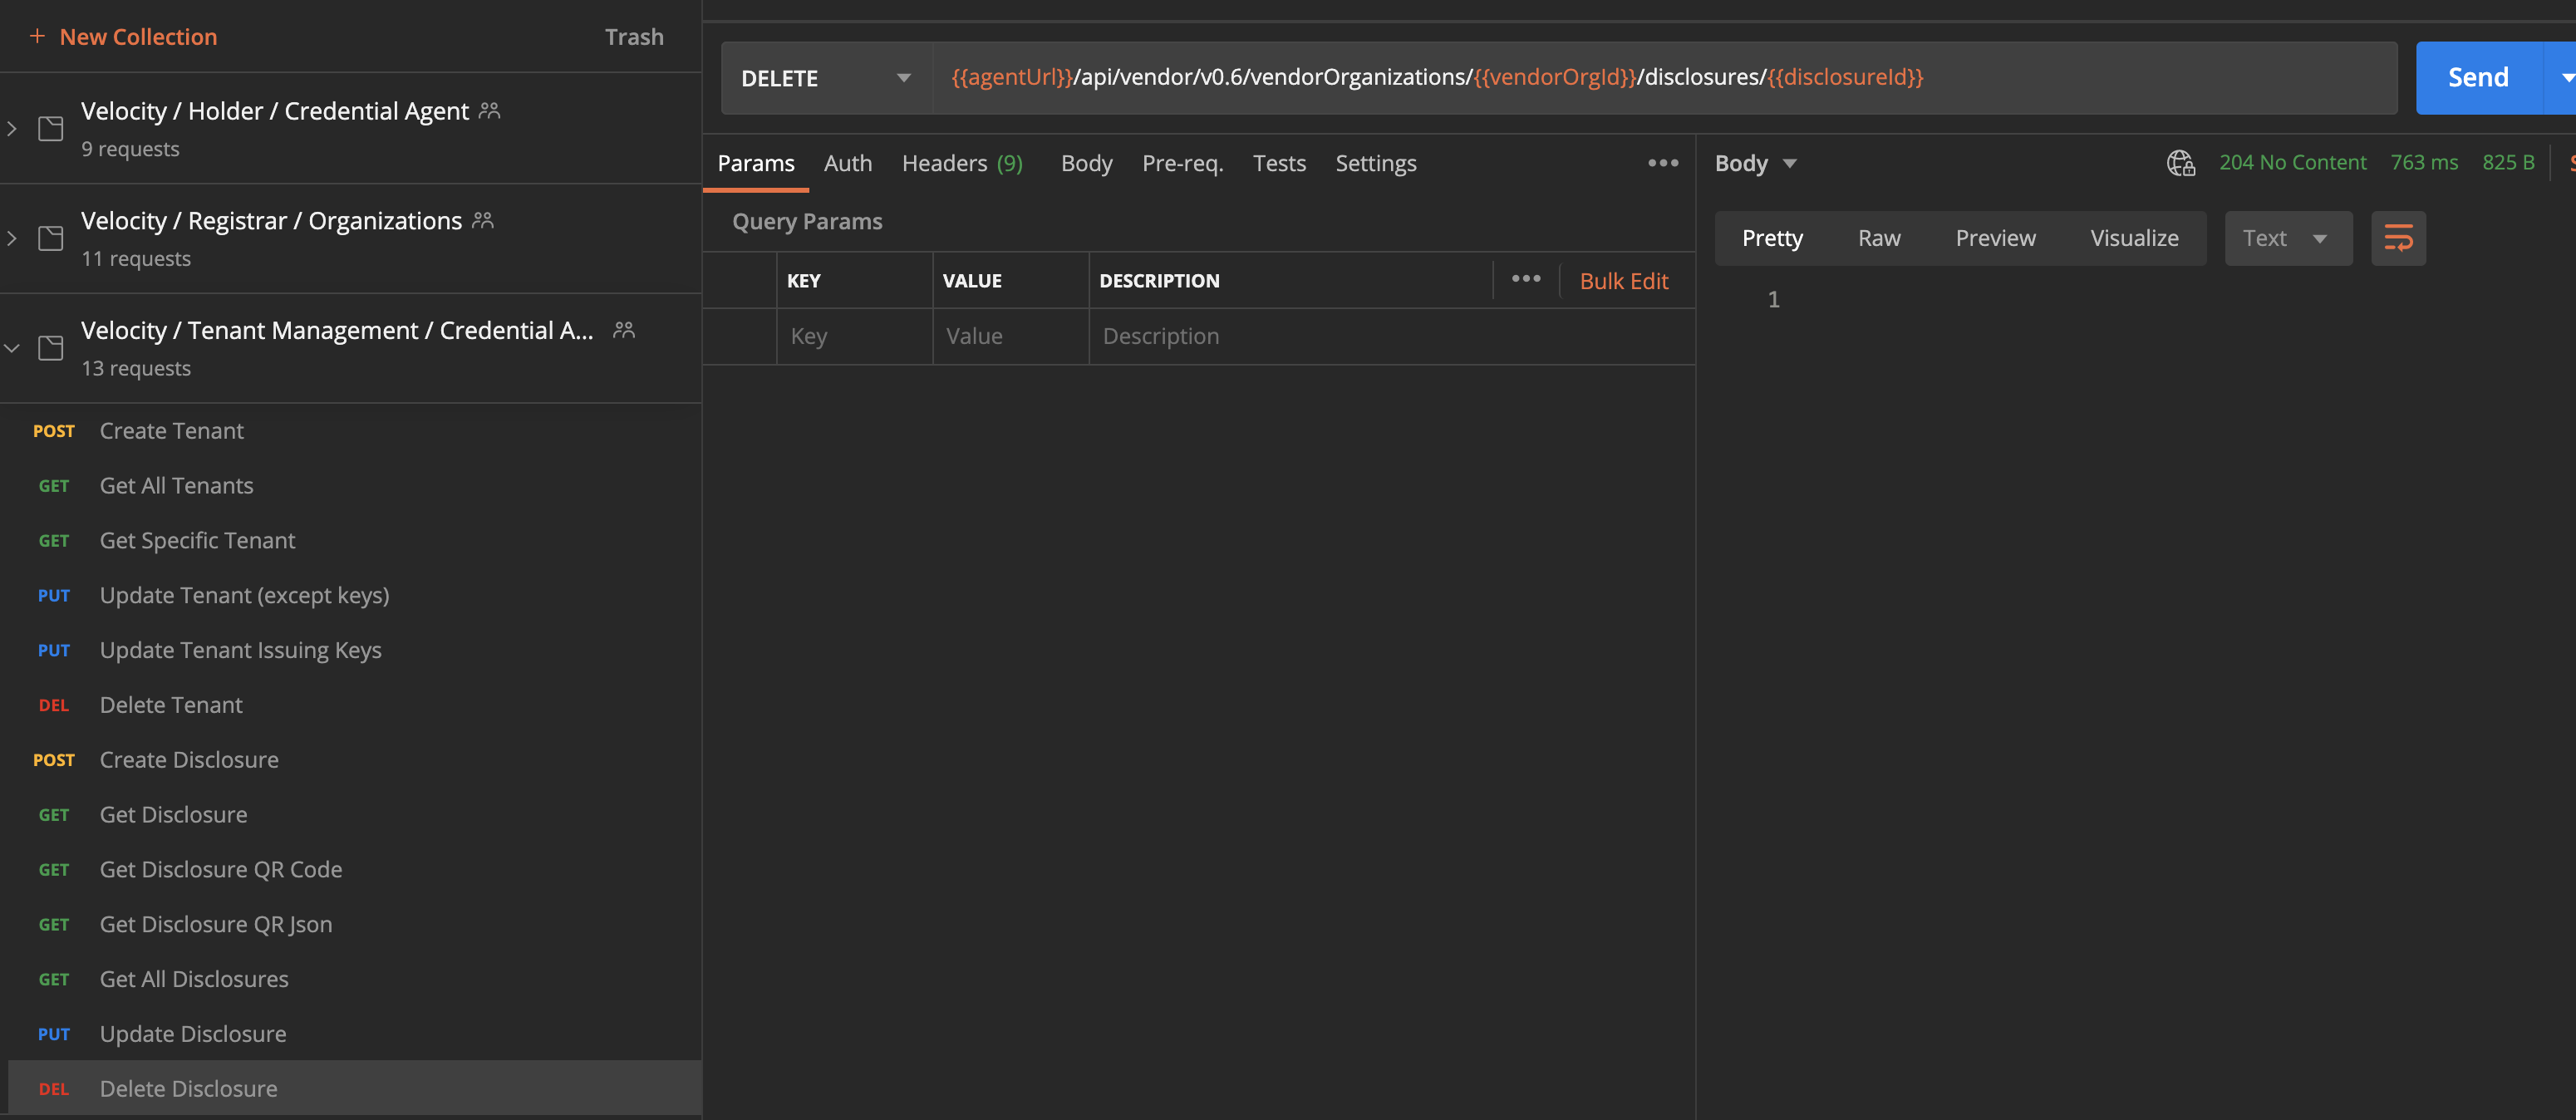 + New Collection Trash
Velocity / Holder / Credential Agent
9 requests
Velocity / Registrar / Organizations
11 requests
Velocity / Tenant Management / Credential A...
13 requests
POST Create Tenant
GET Get All Tenants
GET Get Specific Tenant
PUT Update Tenant (except keys)
PUT Update Tenant Issuing Keys
DEL Delete Tenant
POST Create Disclosure
GET Get Disclosure
GET Get Disclosure QR Code
GET Get Disclosure QR Json
GET Get All Disclosures
PUT Update Disclosure
DEL Delete Disclosure
DELETE {{agentUrl}}/api/vendor/v0.6/vendorOrganizations/{{vendorOrgId}}/disclosures/{{disclosureId}} Send
Params Auth Headers (9) Body Pre-req. Tests Settings
Query Params
KEY VALUE DESCRIPTION Bulk Edit
Key Value Description
Body 204 No Content 763 ms 825 B
Pretty Raw Preview Visualize Text
1